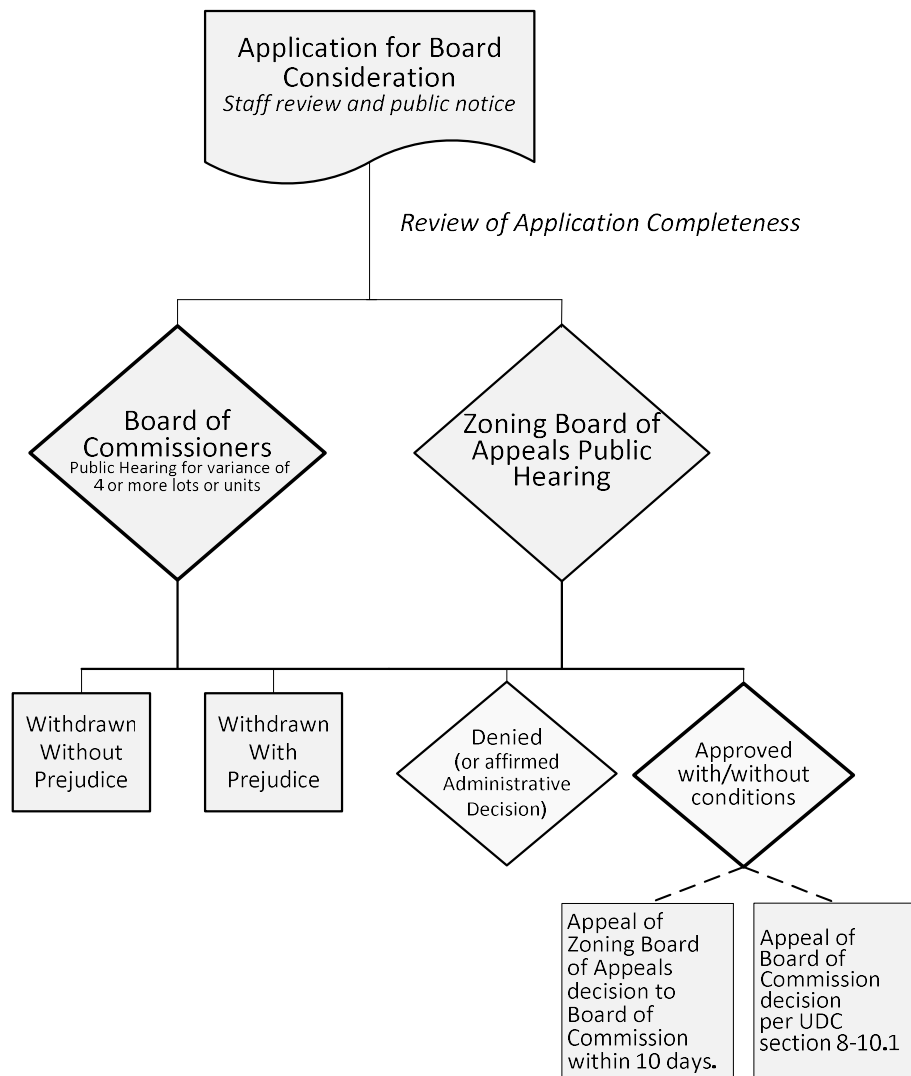 Application for Board
Consideration
Staff review and public notice
Review of Application Completeness
Board of
Commissioners
Public Hearing for variance of
4 or more lots or units
Zoning Board of
Appeals Public
Hearing
Withdrawn
Without
Prejudice
Withdrawn
With
Prejudice
Denied
(or affirmed
Administrative
Decision)
Approved
with/without
conditions
Appeal of
Zoning Board
of Appeals
decision to
Board of
Commission
within 10 days.
Appeal of
Board of
Commission
decision
per UDC
section 8-10.1